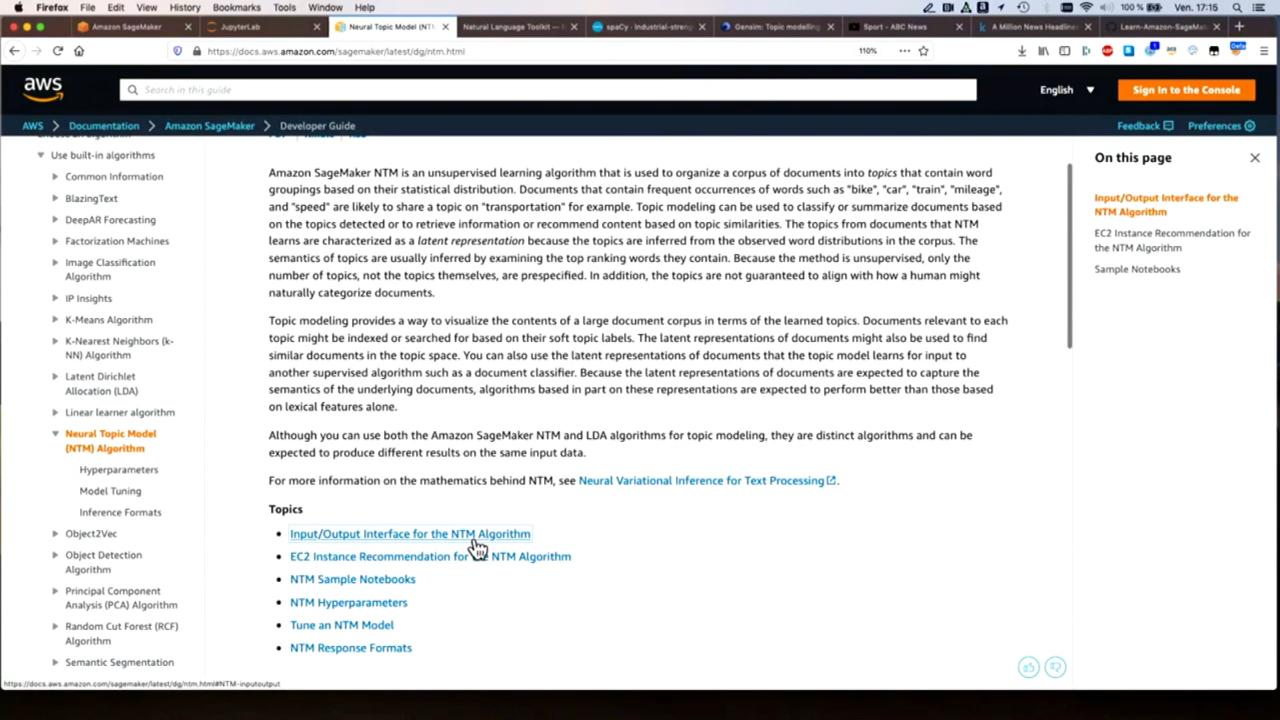 Firefox File Edit View History Bookmarks Tools Window Help 100 % Ven. 17:15
Amazon SageMaker
JupyterLab
Neural Topic Model (NT
Natural Language Toolkit —
spaCy · Industrial-streng
Gensim: Topic modelling
Sport - ABC News
A Million News Headline
Learn-Amazon-SageMa
https://docs.aws.amazon.com/sagemaker/latest/dg/ntm.html 110%
aws
Search in this guide
English
Sign In to the Console
AWS > Documentation > Amazon SageMaker > Developer Guide
Feedback
Preferences
Use built-in algorithms
Common Information
BlazingText
DeepAR Forecasting
Factorization Machines
Image Classification
Algorithm
IP Insights
K-Means Algorithm
K-Nearest Neighbors (k-
NN) Algorithm
Latent Dirichlet
Allocation (LDA)
Linear learner algorithm
Neural Topic Model
(NTM) Algorithm
Hyperparameters
Model Tuning
Inference Formats
Object2Vec
Object Detection
Algorithm
Principal Component
Analysis (PCA) Algorithm
Random Cut Forest (RCF)
Algorithm
Semantic Segmentation
Amazon SageMaker NTM is an unsupervised learning algorithm that is used to organize a corpus of documents into topics that contain word
groupings based on their statistical distribution. Documents that contain frequent occurrences of words such as "bike", "car", "train", "mileage",
and "speed" are likely to share a topic on "transportation" for example. Topic modeling can be used to classify or summarize documents based
on the topics detected or to retrieve information or recommend content based on topic similarities. The topics from documents that NTM
learns are characterized as a latent representation because the topics are inferred from the observed word distributions in the corpus. The
semantics of topics are usually inferred by examining the top ranking words they contain. Because the method is unsupervised, only the
number of topics, not the topics themselves, are prespecified. In addition, the topics are not guaranteed to align with how a human might
naturally categorize documents.
Topic modeling provides a way to visualize the contents of a large document corpus in terms of the learned topics. Documents relevant to each
topic might be indexed or searched for based on their soft topic labels. The latent representations of documents might also be used to find
similar documents in the topic space. You can also use the latent representations of documents that the topic model learns for input to
another supervised algorithm such as a document classifier. Because the latent representations of documents are expected to capture the
semantics of the underlying documents, algorithms based in part on these representations are expected to perform better than those based
on lexical features alone.
Although you can use both the Amazon SageMaker NTM and LDA algorithms for topic modeling, they are distinct algorithms and can be
expected to produce different results on the same input data.
For more information on the mathematics behind NTM, see Neural Variational Inference for Text Processing.
Topics
• Input/Output Interface for the NTM Algorithm
• EC2 Instance Recommendation for the NTM Algorithm
• NTM Sample Notebooks
• NTM Hyperparameters
• Tune an NTM Model
• NTM Response Formats
On this page
Input/Output Interface for the
NTM Algorithm
EC2 Instance Recommendation for
the NTM Algorithm
Sample Notebooks
https://docs.aws.amazon.com/sagemaker/latest/dg/ntm.html#NTM-inputoutput